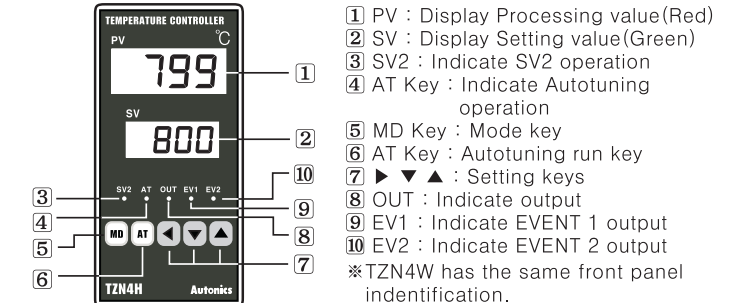 TEMPERATURE CONTROLLER
PV
°C
799
1
SV
800
2
SV2 AT OUT EV1 EV2
10
3
9
4
8
MD AT ◀ ▼ ▲
5
7
6
TZN4H Autonics
1 PV : Display Processing value(Red)
2 SV : Display Setting value(Green)
3 SV2 : Indicate SV2 operation
4 AT Key : Indicate Autotuning
operation
5 MD Key : Mode key
6 AT Key : Autotuning run key
7 ▶ ▼ ▲ : Setting keys
8 OUT : Indicate output
9 EV1 : Indicate EVENT 1 output
10 EV2 : Indicate EVENT 2 output
※TZN4W has the same front panel
indentification.